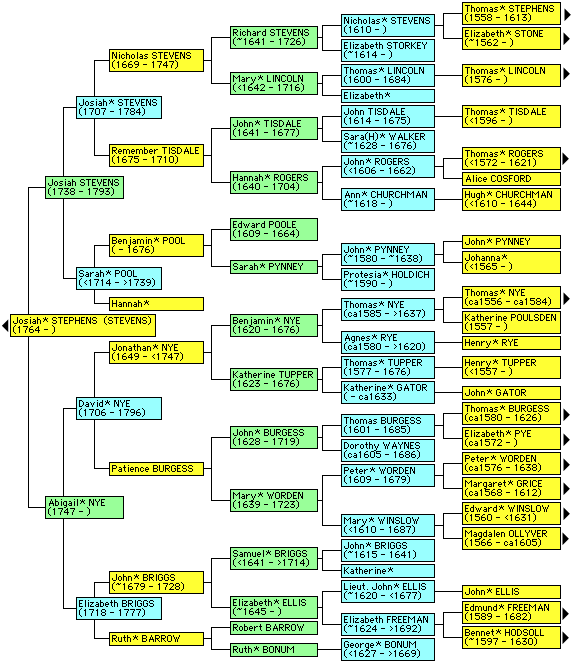 Josiah* STEPHENS (STEVENS)
(1764 - )
Josiah STEVENS
(1738 - 1793)
Abigail* NYE
(1747 - )
Josiah* STEVENS
(1707 - 1784)
Sarah* POOL
(<1714 - >1739)
David* NYE
(1706 - 1796)
Elizabeth BRIGGS
(1718 - 1777)
Nicholas STEVENS
(1669 - 1747)
Remember TISDALE
(1675 - 1710)
Benjamin* POOL
( - 1676)
Hannah*
Jonathan* NYE
(1649 - <1747)
Patience BURGESS
John* BRIGGS
(~1679 - 1728)
Ruth* BARROW
Richard STEVENS
(~1641 - 1726)
Mary* LINCOLN
(<1642 - 1716)
John* TISDALE
(1641 - 1677)
Hannah* ROGERS
(1640 - 1704)
Edward POOLE
(1609 - 1664)
Sarah* PYNNEY
Benjamin* NYE
(1620 - 1676)
Katherine TUPPER
(1623 - 1676)
John* BURGESS
(1628 - 1719)
Mary* WORDEN
(1639 - 1723)
Samuel* BRIGGS
(<1641 - >1714)
Elizabeth* ELLIS
(~1645 - )
Robert BARROW
Ruth* BONUM
Nicholas* STEVENS
(1610 - )
Elizabeth STORKEY
(~1614 - )
Thomas* LINCOLN
(1600 - 1684)
Elizabeth*
John TISDALE
(1614 - 1675)
Sara(H)* WALKER
(~1628 - 1676)
John* ROGERS
(<1606 - 1662)
Ann* CHURCHMAN
(~1618 - )
John* PYNNEY
(~1580 - ~1638)
Protesia* HOLDICH
(~1590 - )
Thomas* NYE
(ca1585 - >1637)
Agnes* RYE
(ca1580 - >1620)
Thomas* TUPPER
(1577 - 1676)
Katherine* GATOR
( - ca1633)
Thomas BURGESS
(1601 - 1685)
Dorothy WAYNES
(ca1605 - 1686)
Peter* WORDEN
(1609 - 1679)
Mary* WINSLOW
(<1610 - 1687)
John* BRIGGS
(~1615 - 1641)
Katherine*
Lieut. John* ELLIS
(~1620 - <1677)
Elizabeth FREEMAN
(~1624 - >1692)
George* BONUM
(<1627 - >1669)
Thomas* STEPHENS
(1558 - 1613)
Elizabeth* STONE
(~1562 - )
Thomas* LINCOLN
(1576 - )
Thomas* TISDALE
(<1596 - )
Thomas* ROGERS
(<1572 - 1621)
Alice COSFORD
Hugh* CHURCHMAN
(<1610 - 1644)
John* PYNNEY
Johanna*
(<1565 - )
Thomas* NYE
(ca1556 - ca1584)
Katherine POULSDEN
(1557 - )
Henry* RYE
Henry* TUPPER
(<1557 - )
John* GATOR
Thomas* BURGESS
(ca1580 - 1626)
Elizabeth* PYE
(ca1572 - )
Peter* WORDEN
(ca1576 - 1638)
Margaret* GRICE
(ca1568 - 1612)
Edward* WINSLOW
(1560 - <1631)
Magdalen OLLYVER
(1566 - ca1605)
John* ELLIS
Edmund* FREEMAN
(1589 - 1682)
Bennet* HODSOLL
(~1597 - 1630)